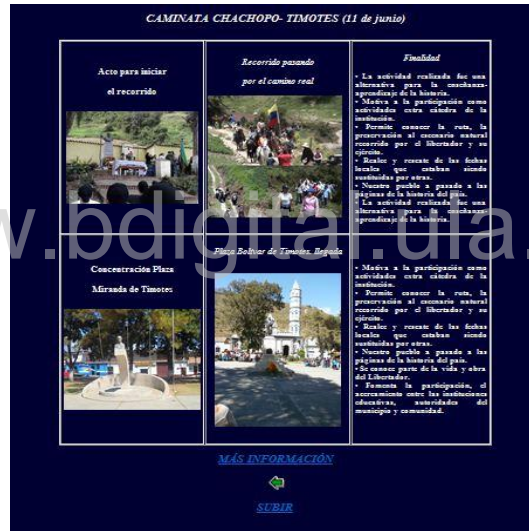 CAMINATA CHACHOPO- TIMOTES (11 de junio)
Acto para iniciar
el recorrido
Recorrido pasando
por el camino real
Finalidad
• La actividad realizada fue una
alternativa para la enseñanza-
aprendizaje de la historia.
• Motiva a la participación como
actividades extra cátedra de la
institución.
• Permite conocer la ruta, la
preservación al escenario natural
recorrido por el libertador y su
ejército.
• Realce y rescate de las fechas
locales que estaban siendo
sustituidas por otras.
• Nuestro pueblo a pasado a las
páginas de la historia del país.
• La actividad realizada fue una
alternativa para la enseñanza-
aprendizaje de la historia.
w.bdigital.ula.
Concentración Plaza
Miranda de Timotes
Plaza Bolívar de Timotes. llegada
• Motiva a la participación como
actividades extra cátedra de la
institución.
• Permite conocer la ruta, la
preservación al escenario natural
recorrido por el libertador y su
ejército.
• Realce y rescate de las fechas
locales que estaban siendo
sustituidas por otras.
• Nuestro pueblo a pasado a las
páginas de la historia del país.
• Se conoce parte de la vida y obra
del Libertador.
• Fomenta la participación, el
acercamiento entre las instituciones
educativas, autoridades del
municipio y comunidad.
MÁS INFORMACIÓN
SUBIR